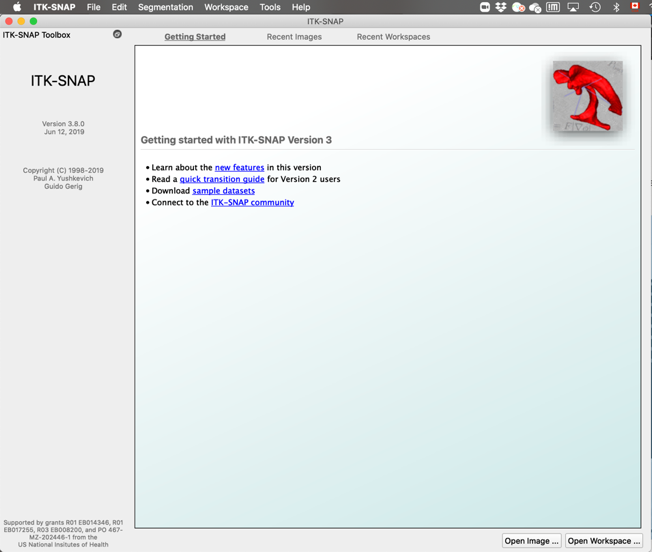 ITK-SNAP File Edit Segmentation Workspace Tools Help
ITK-SNAP
ITK-SNAP Toolbox
Getting Started Recent Images Recent Workspaces
ITK-SNAP
Version 3.8.0
Jun 12, 2019
Copyright (C) 1998-2019
Paul A. Yushkevich
Guido Gerig
Getting started with ITK-SNAP Version 3
• Learn about the new features in this version
• Read a quick transition guide for Version 2 users
• Download sample datasets
• Connect to the ITK-SNAP community
Supported by grants R01 EB014346, R01
EB017255, R03 EB008200, and PO 467-
MZ-202446-1 from the
US National Insitutes of Health
Open Image ... Open Workspace ...